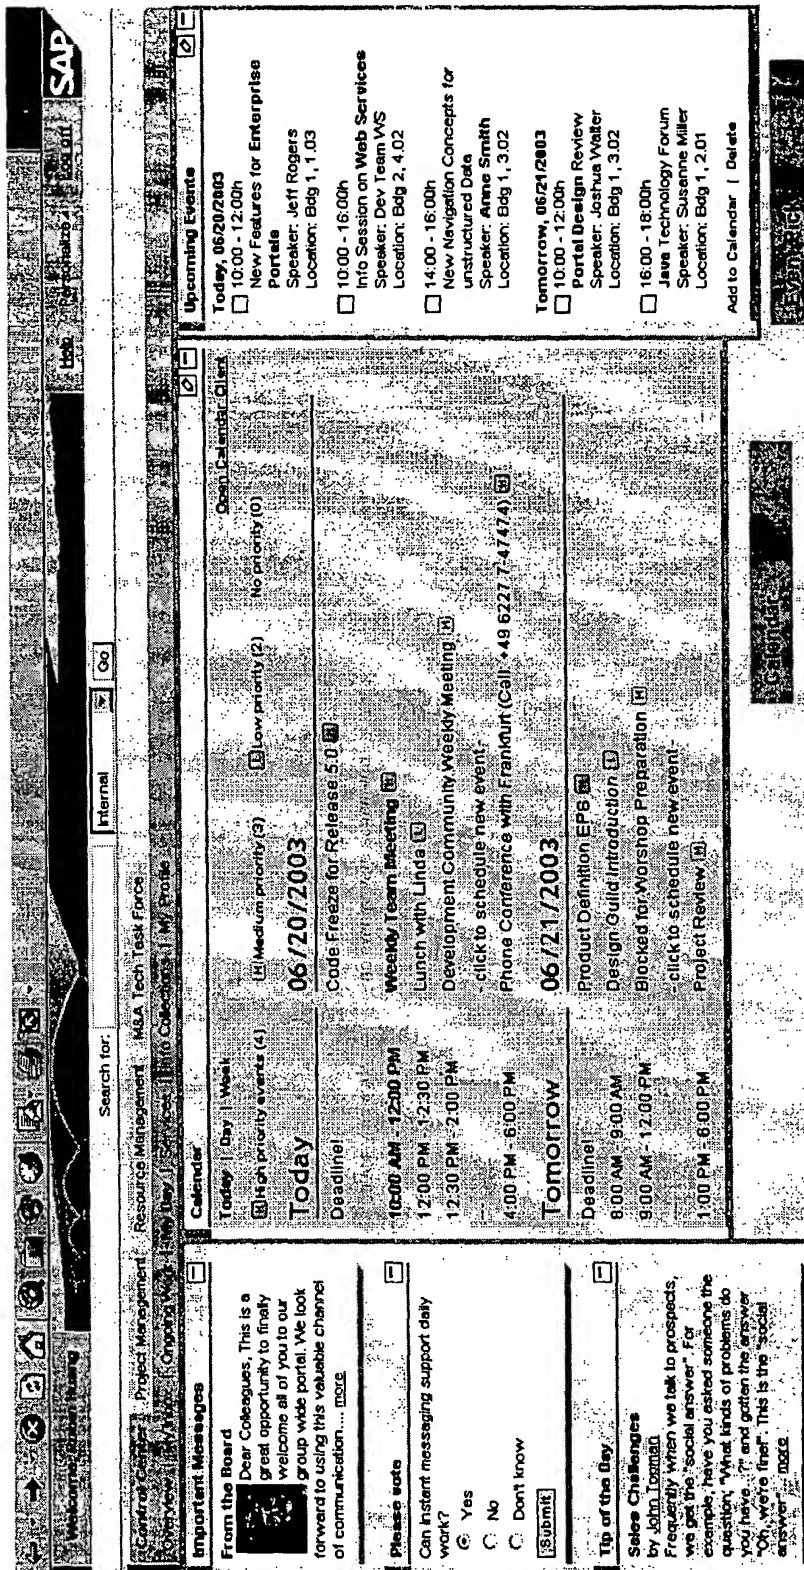 Welcome, Robin Huang
Help
Personalize
Log off
SAP
Search for:
Internal
Go
Control Center
Project Management
Resource Management
M&A Tech Task Force
Overview | My Inbox | Ongoing Work | My Day | Services | Info Collections | My Profile
Important Messages
From the Board
Dear Colleagues, This is a
great opportunity to finally
welcome all of you to our
group wide portal. We look
forward to using this valuable channel
of communication.... more
Please vote
Can instant messaging support daily
work?
Yes
No
Don't know
Submit
Tip of the Day
Sales Challenges
by John Tosman
Frequently when we talk to prospects,
we get the "social answer". For
example, have you asked someone the
question, "What kinds of problems do
you have...?" and gotten the answer
"Oh, we're fine!". This is the "social
answer". more
Calender
Today | Day | Week
Open Calendar Client
H High priority events (4)
M Medium priority (3)
L Low priority (2)
No priority (0)
Today 06/20/2003
Deadline! Code Freeze for Release 5.0 H
10:00 AM - 12:00 PM Weekly Team Meeting H
12:00 PM - 12:30 PM Lunch with Linda L
12:30 PM - 2:00 PM Development Community Weekly Meeting M
- click to schedule new event -
4:00 PM - 6:00 PM Phone Conference with Frankfurt (Call: +49 6227 7-47474) H
Tomorrow 06/21/2003
Deadline! Product Definition EP6 H
8:00 AM - 9:00 AM Design Guild Introduction L
9:00 AM - 12:00 PM Blocked for Worshop Preparation M
- click to schedule new event -
1:00 PM - 6:00 PM Project Review M
Upcoming Events
Today, 06/20/2003
10:00 - 12:00h
New Features for Enterprise
Portals
Speaker: Jeff Rogers
Location: Bdg 1, 1.03
10:00 - 16:00h
Info Session on Web Services
Speaker: Dev Team WS
Location: Bdg 2, 4.02
14:00 - 16:00h
New Navigation Concepts for
unstructured Data
Speaker: Anne Smith
Location: Bdg 1, 3.02
Tomorrow, 06/21/2003
10:00 - 12:00h
Portal Design Review
Speaker: Joshua Walter
Location: Bdg 1, 3.02
16:00 - 18:00h
Java Technology Forum
Speaker: Susanne Miller
Location: Bdg 1, 2.01
Add to Calendar | Delete
Calendar